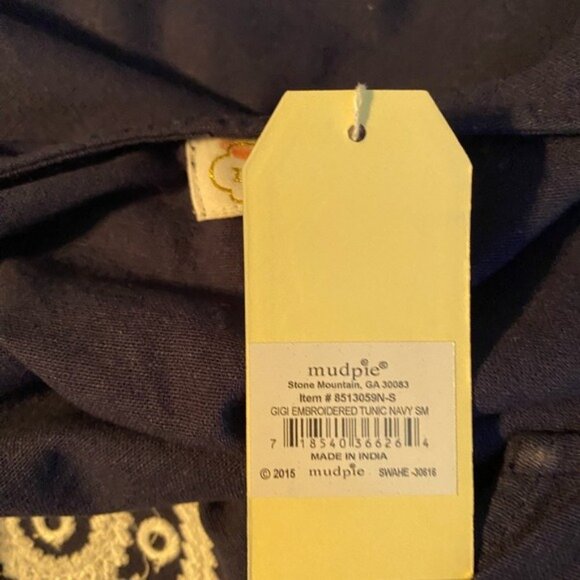 mudpie®
Stone Mountain, GA 30083
Item # 8513059N-S
GIGI EMBROIDERED TUNIC NAVY SM
7 18540 36626 4
MADE IN INDIA
© 2015 mudpie SWAHE -30616